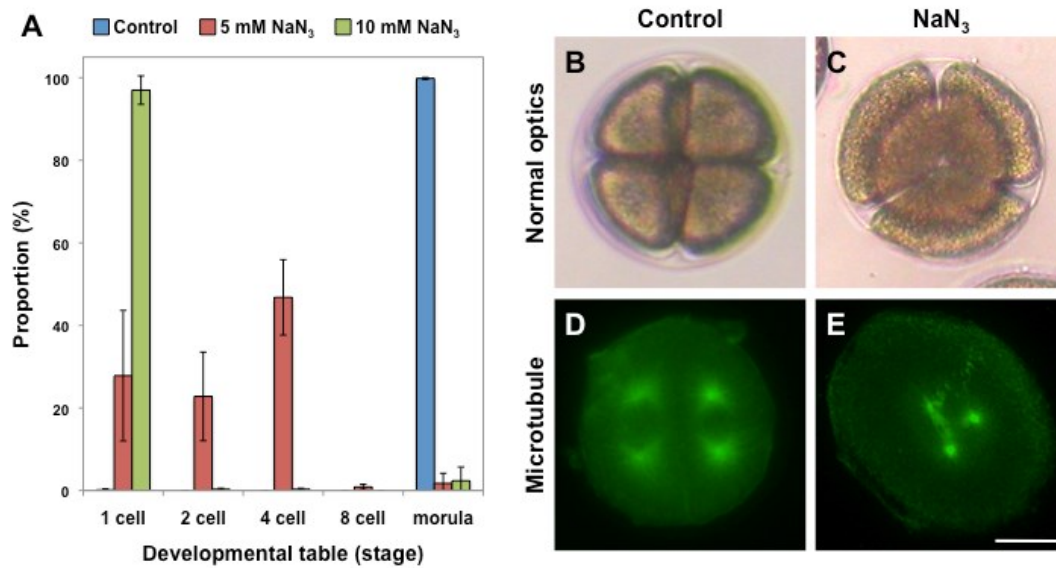 A
Control 5 mM NaN₃ 10 mM NaN₃
100
80
60
40
20
0
Proportion (%)
1 cell 2 cell 4 cell 8 cell morula
Developmental table (stage)
Control NaN₃
Normal optics
B C
Microtubule
D E